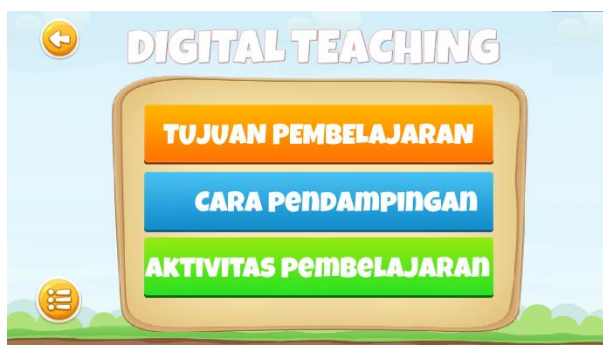 DIGITAL TEACHING
TUJUAN PEMBELAJARAN
CARA PENDAMPINGAN
AKTIVITAS PEMBELAJARAN